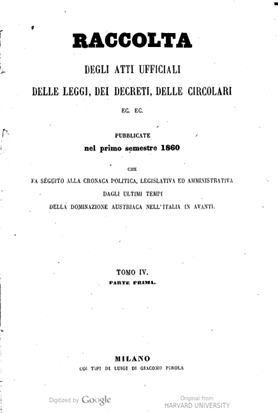 RACCOLTA
DEGLI ATTI UFFICIALI
DELLE LEGGI, DEI DECRETI, DELLE CIRCOLARI
EC. EC.
PUBBLICATE
nel primo semestre 1860
CHE
FA SEGUITO ALLA CRONACA POLITICA, LEGISLATIVA ED AMMINISTRATIVA
DAGLI ULTIMI TEMPI
DELLA DOMINAZIONE AUSTRIACA NELL'ITALIA IN AVANTI.
TOMO IV.
PARTE PRIMA.
MILANO
COI TIPI DI LUIGI DI GIACOMO PIROLA
Digitized by Google
Original from
HARVARD UNIVERSITY